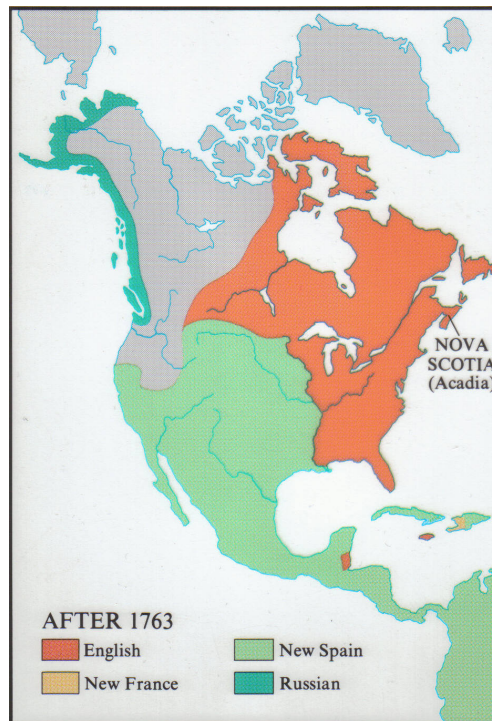 NOVA
SCOTIA
(Acadia)
AFTER 1763
English
New Spain
New France
Russian